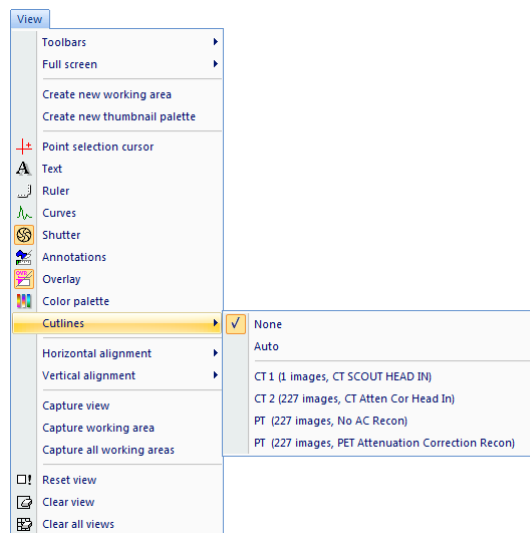 View
Toolbars
Full screen
Create new working area
Create new thumbnail palette
Point selection cursor
A Text
Ruler
Curves
Shutter
Annotations
OVR Overlay
Color palette
Cutlines
None
Auto
CT 1 (1 images, CT SCOUT HEAD IN)
CT 2 (227 images, CT Atten Cor Head In)
PT (227 images, No AC Recon)
PT (227 images, PET Attenuation Correction Recon)
Horizontal alignment
Vertical alignment
Capture view
Capture working area
Capture all working areas
Reset view
Clear view
Clear all views